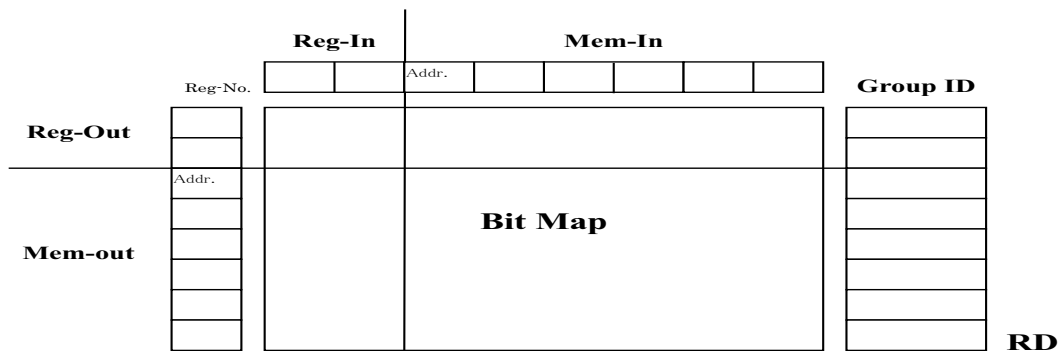 Reg-In Mem-In
Addr.
Reg-No. Group ID
Reg-Out
Addr.
Bit Map
Mem-out
RD